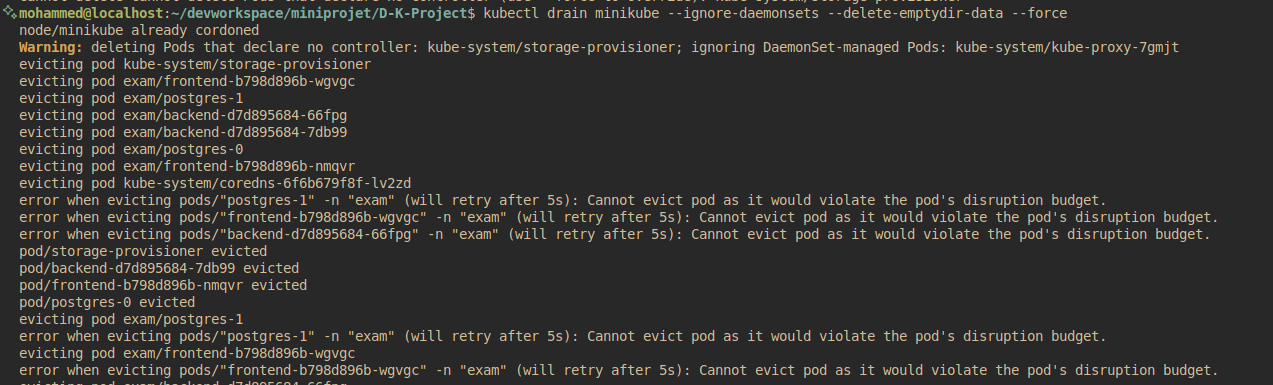 mohammed@localhost:~/devworkspace/miniprojet/D-K-Project$ kubectl drain minikube --ignore-daemonsets --delete-emptydir-data --force
node/minikube already cordoned
Warning: deleting Pods that declare no controller: kube-system/storage-provisioner; ignoring DaemonSet-managed Pods: kube-system/kube-proxy-7gmjt
evicting pod kube-system/storage-provisioner
evicting pod exam/frontend-b798d896b-wgvgc
evicting pod exam/postgres-1
evicting pod exam/backend-d7d895684-66fpg
evicting pod exam/backend-d7d895684-7db99
evicting pod exam/postgres-0
evicting pod exam/frontend-b798d896b-nmqvr
evicting pod kube-system/coredns-6f6b679f8f-lv2zd
error when evicting pods/"postgres-1" -n "exam" (will retry after 5s): Cannot evict pod as it would violate the pod's disruption budget.
error when evicting pods/"frontend-b798d896b-wgvgc" -n "exam" (will retry after 5s): Cannot evict pod as it would violate the pod's disruption budget.
error when evicting pods/"backend-d7d895684-66fpg" -n "exam" (will retry after 5s): Cannot evict pod as it would violate the pod's disruption budget.
pod/storage-provisioner evicted
pod/backend-d7d895684-7db99 evicted
pod/frontend-b798d896b-nmqvr evicted
pod/postgres-0 evicted
evicting pod exam/postgres-1
error when evicting pods/"postgres-1" -n "exam" (will retry after 5s): Cannot evict pod as it would violate the pod's disruption budget.
evicting pod exam/frontend-b798d896b-wgvgc
error when evicting pods/"frontend-b798d896b-wgvgc" -n "exam" (will retry after 5s): Cannot evict pod as it would violate the pod's disruption budget.